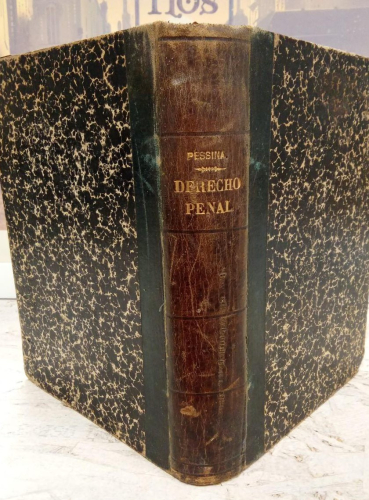 PESSINA,
DERECHO
PENAL